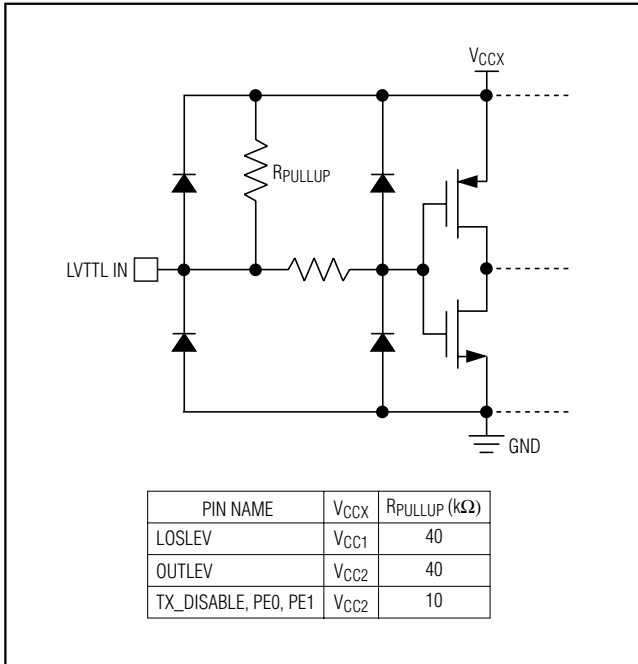 VCCX
RPULLUP
LVTTL IN
GND
PIN NAME VCCX RPULLUP (kΩ)
LOSLEV VCC1 40
OUTLEV VCC2 40
TX_DISABLE, PE0, PE1 VCC2 10